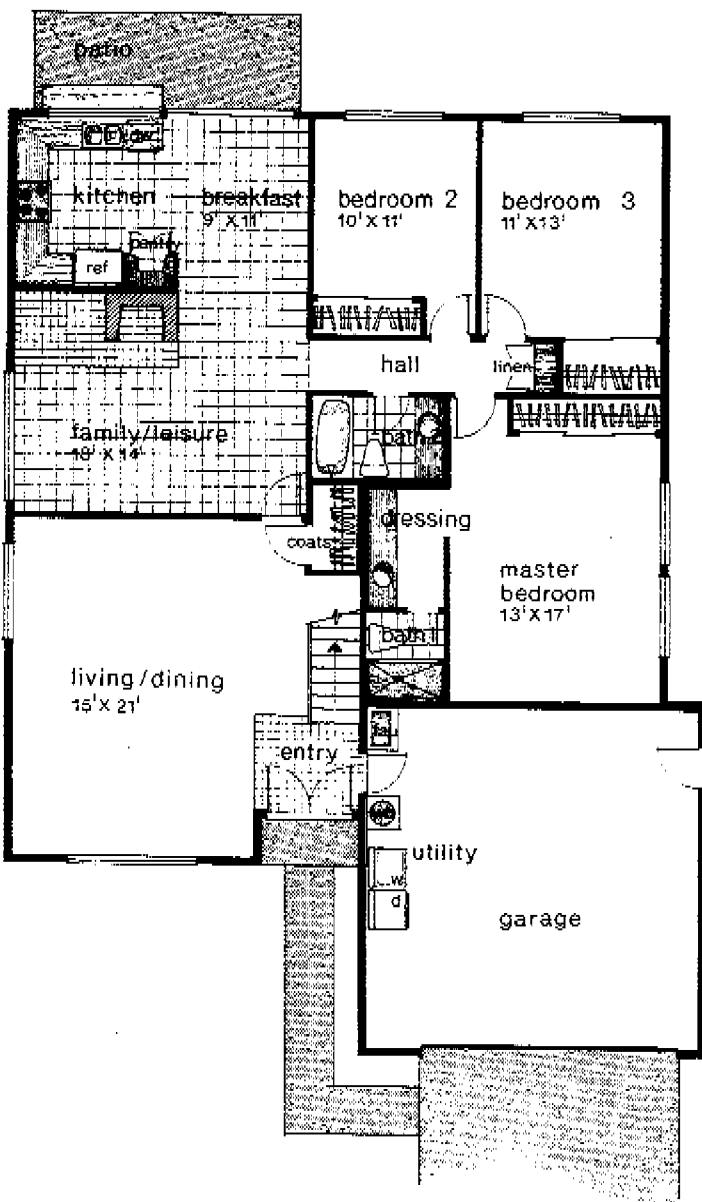 patio
dw
kitchen
breakfast
9' X 11'
bedroom 2
10' X 11'
bedroom 3
11' X 13'
pantry
ref
hall
linen
family/leisure
18' X 14'
bath
coats
dressing
master
bedroom
13' X 17'
bath 1
living/dining
15' X 21'
entry
utility
w
d
garage